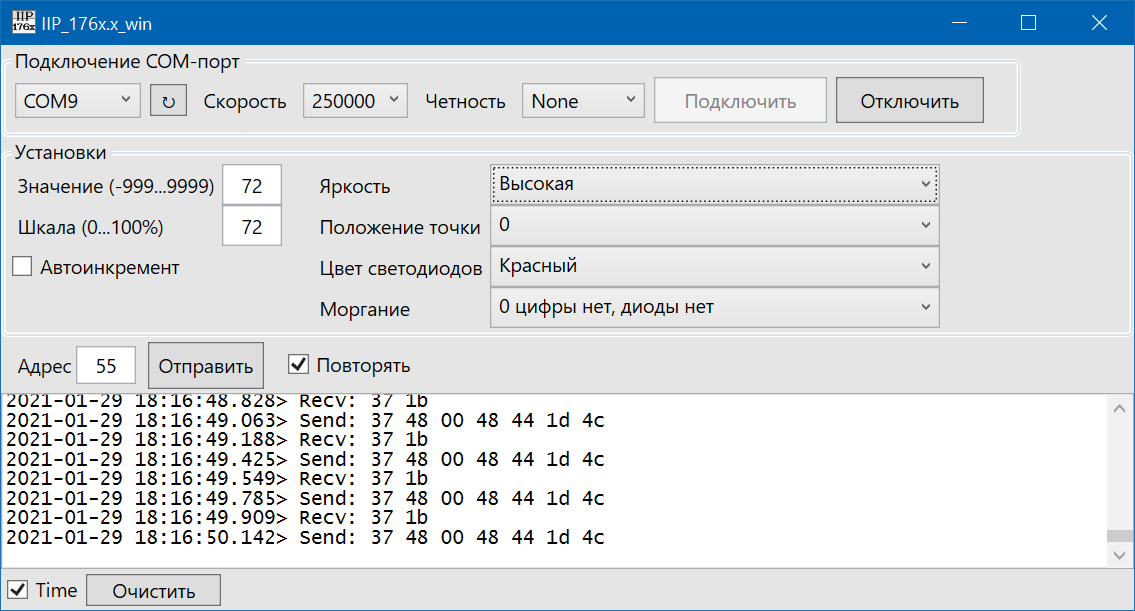 IIP 176x IIP_176x.x_win
Подключение COM-порт
COM9 ↻ Скорость 250000 Четность None Подключить Отключить
Установки
Значение (-999...9999) 72 Яркость Высокая
Шкала (0...100%) 72 Положение точки 0
Автоинкремент Цвет светодиодов Красный
Моргание 0 цифры нет, диоды нет
Адрес 55 Отправить Повторять
2021-01-29 18:16:48.828> Recv: 37 1b
2021-01-29 18:16:49.063> Send: 37 48 00 48 44 1d 4c
2021-01-29 18:16:49.188> Recv: 37 1b
2021-01-29 18:16:49.425> Send: 37 48 00 48 44 1d 4c
2021-01-29 18:16:49.549> Recv: 37 1b
2021-01-29 18:16:49.785> Send: 37 48 00 48 44 1d 4c
2021-01-29 18:16:49.909> Recv: 37 1b
2021-01-29 18:16:50.142> Send: 37 48 00 48 44 1d 4c
Time Очистить